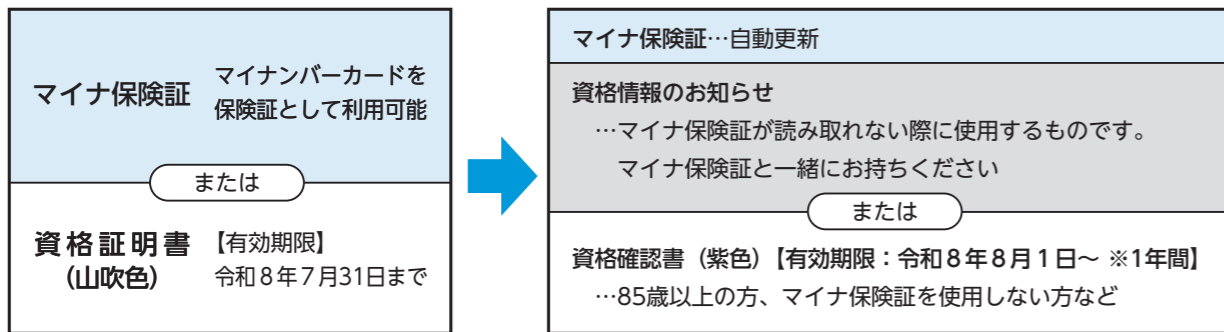 マイナ保険証
マイナンバーカードを
保険証として利用可能
または
資格証明書
(山吹色)
【有効期限】
令和8年7月31日まで
マイナ保険証…自動更新
資格情報のお知らせ
…マイナ保険証が読み取れない際に使用するものです。
マイナ保険証と一緒にお持ちください
または
資格確認書（紫色）【有効期限：令和8年8月1日～ ※1年間】
…85歳以上の方、マイナ保険証を使用しない方など